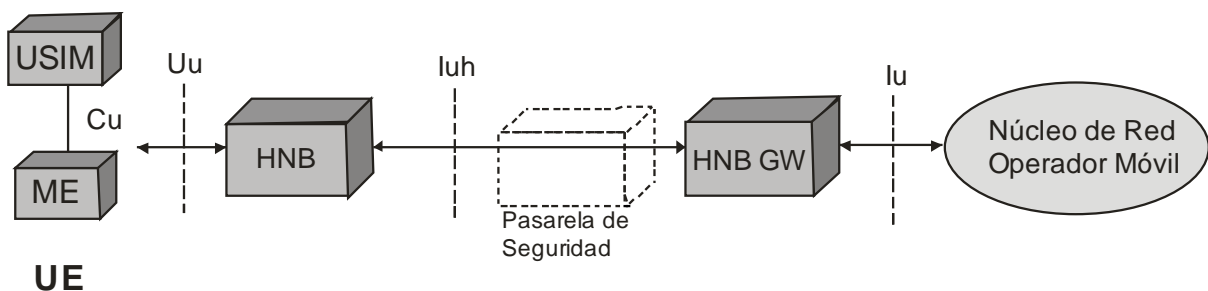 USIM
Cu
ME
UE
Uu
HNB
Iuh
Pasarela de
Seguridad
HNB GW
Iu
Núcleo de Red
Operador Móvil